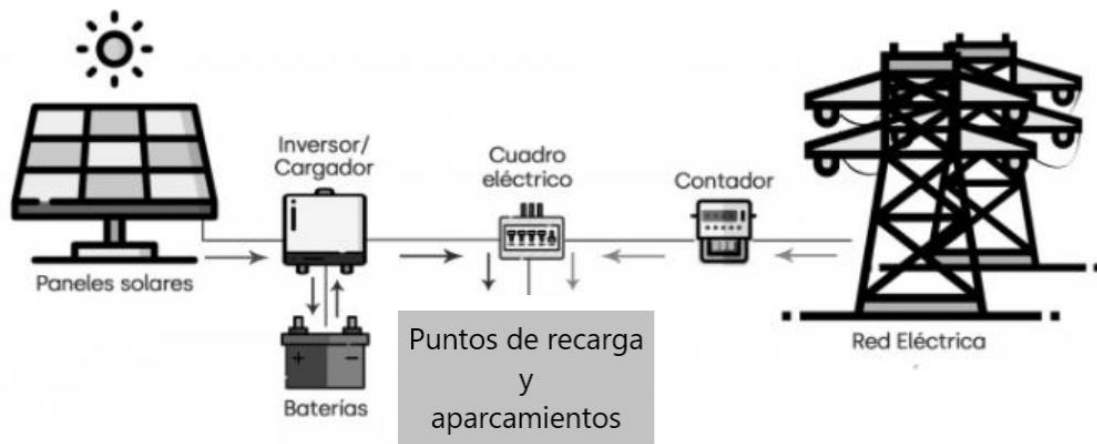 Inversor/
Cargador
Cuadro
eléctrico
Contador
Paneles solares
Red Eléctrica
Baterías
Puntos de recarga
y
aparcamientos